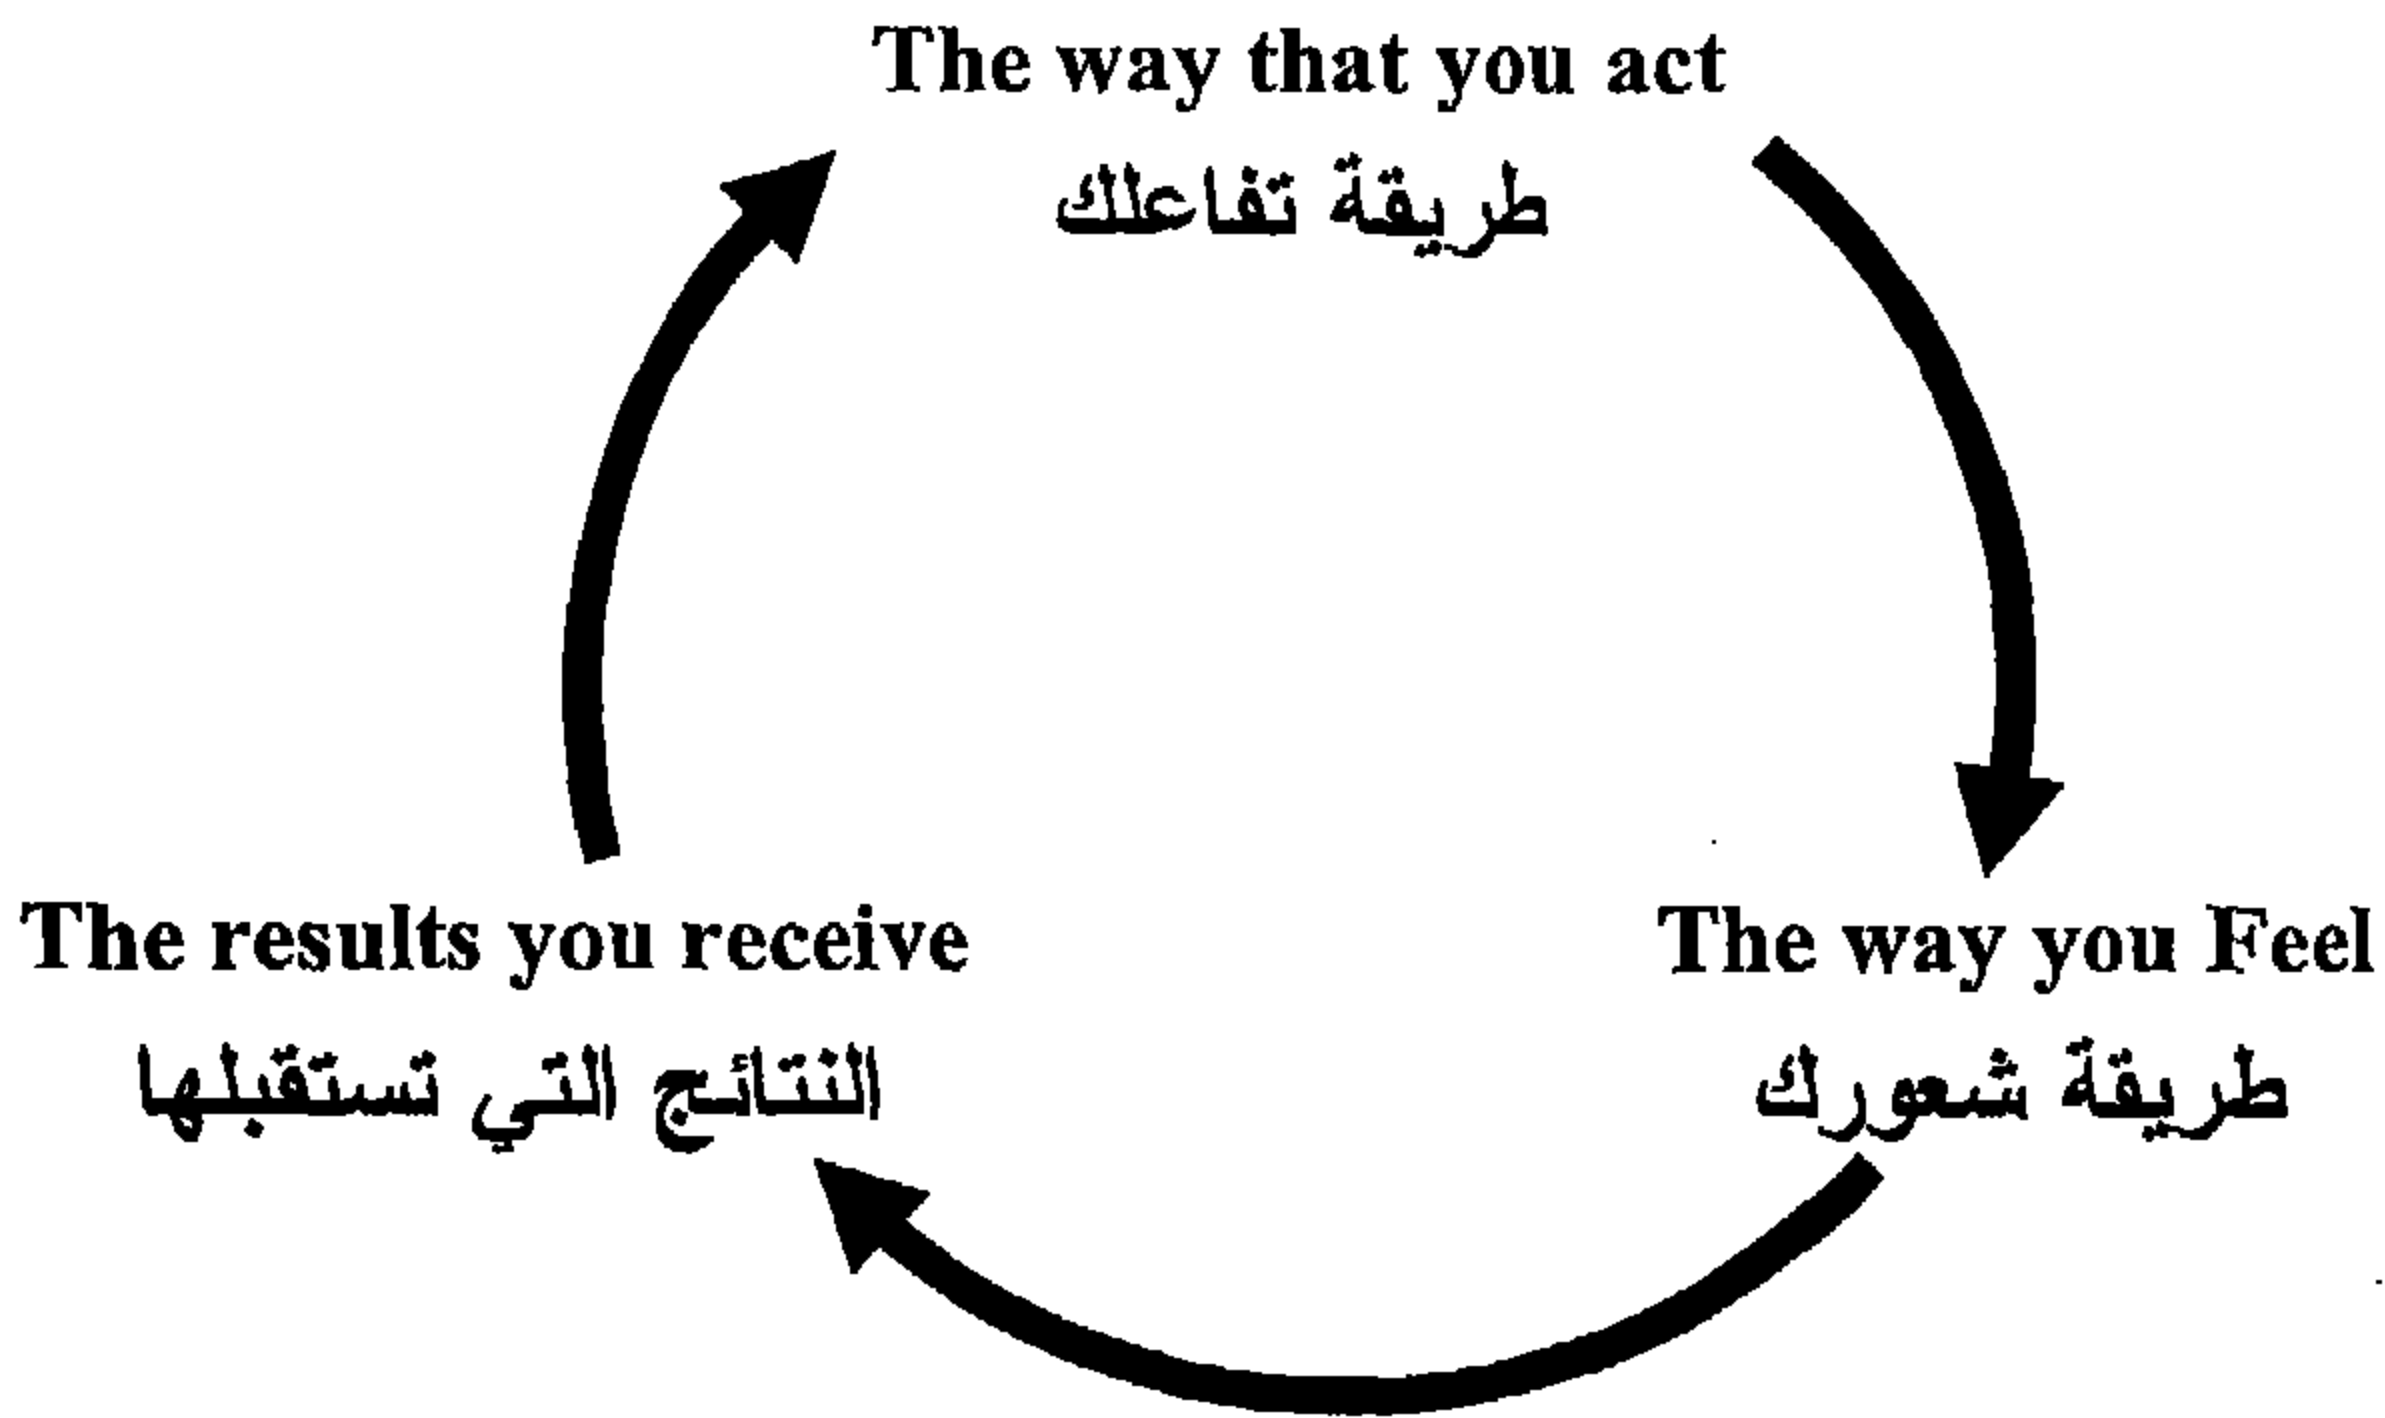 The way that you act
طريقة تفاعلك
The results you receive
النتائج التي تستقبلها
The way you Feel
طريقة شعورك